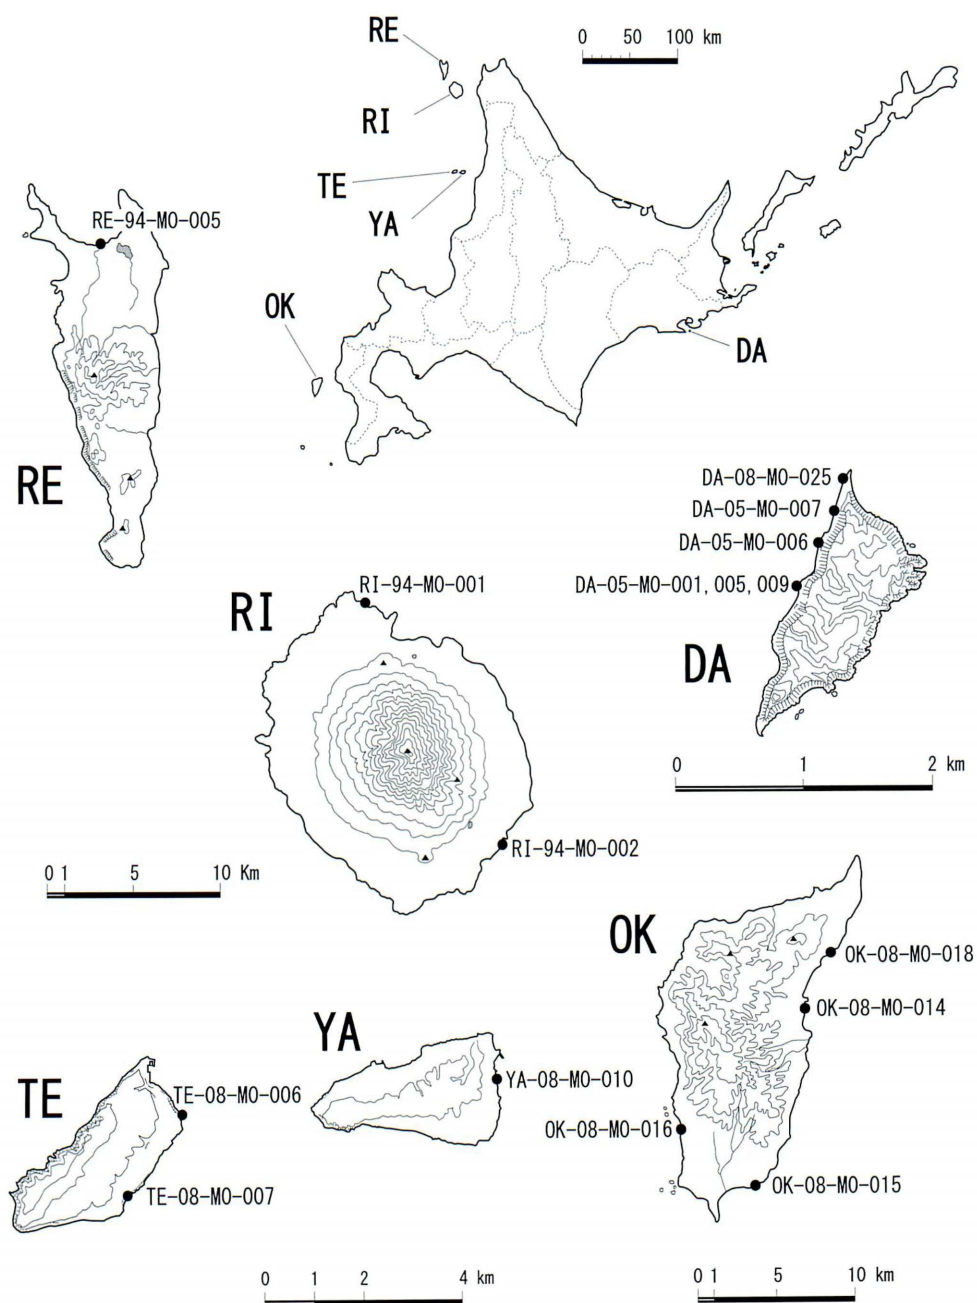 RE
0 50 100 km
RI
TE
YA
OK
DA
RE-94-MO-005
RE
DA-08-MO-025
DA-05-MO-007
DA-05-MO-006
DA-05-MO-001, 005, 009
DA
0 1 2 km
RI-94-MO-001
RI
RI-94-MO-002
0 1 5 10 Km
OK
OK-08-MO-018
OK-08-MO-014
OK-08-MO-016
OK-08-MO-015
YA
YA-08-MO-010
TE
TE-08-MO-006
TE-08-MO-007
0 1 2 4 km
0 1 5 10 km